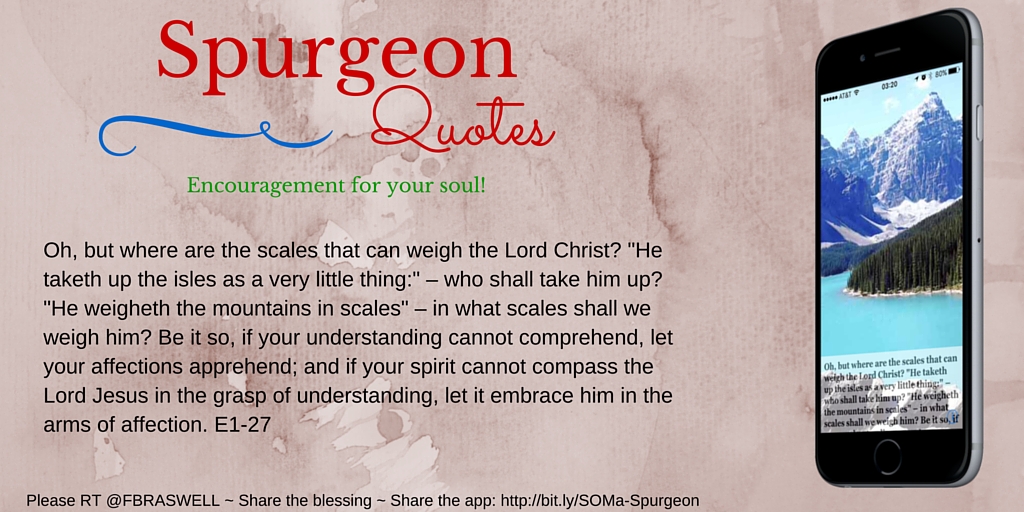 Spurgeon
Quotes
Encouragement for your soul!
Oh, but where are the scales that can weigh the Lord Christ? "He
taketh up the isles as a very little thing:" – who shall take him up?
"He weigheth the mountains in scales" – in what scales shall we
weigh him? Be it so, if your understanding cannot comprehend, let
your affections apprehend; and if your spirit cannot compass the
Lord Jesus in the grasp of understanding, let it embrace him in the
arms of affection. E1-27
Please RT @FBRASWELL ~ Share the blessing ~ Share the app: http://bit.ly/SOMa-Spurgeon
AT&T 03:20 80%
Oh, but where are the scales that can
weigh the Lord Christ? "He taketh
up the isles as a very little thing:" –
who shall take him up? "He weigheth
the mountains in scales" – in what
scales shall we weigh him? Be it so, if